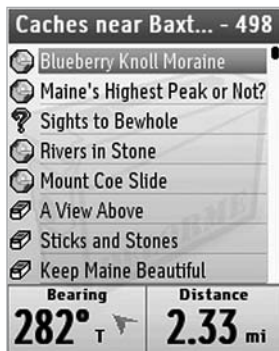 Caches near Baxt... - 498
Blueberry Knoll Moraine
Maine's Highest Peak or Not?
Sights to Bewhole
Rivers in Stone
Mount Coe Slide
A View Above
Sticks and Stones
Keep Maine Beautiful
Bearing
282° T
Distance
2.33 mi